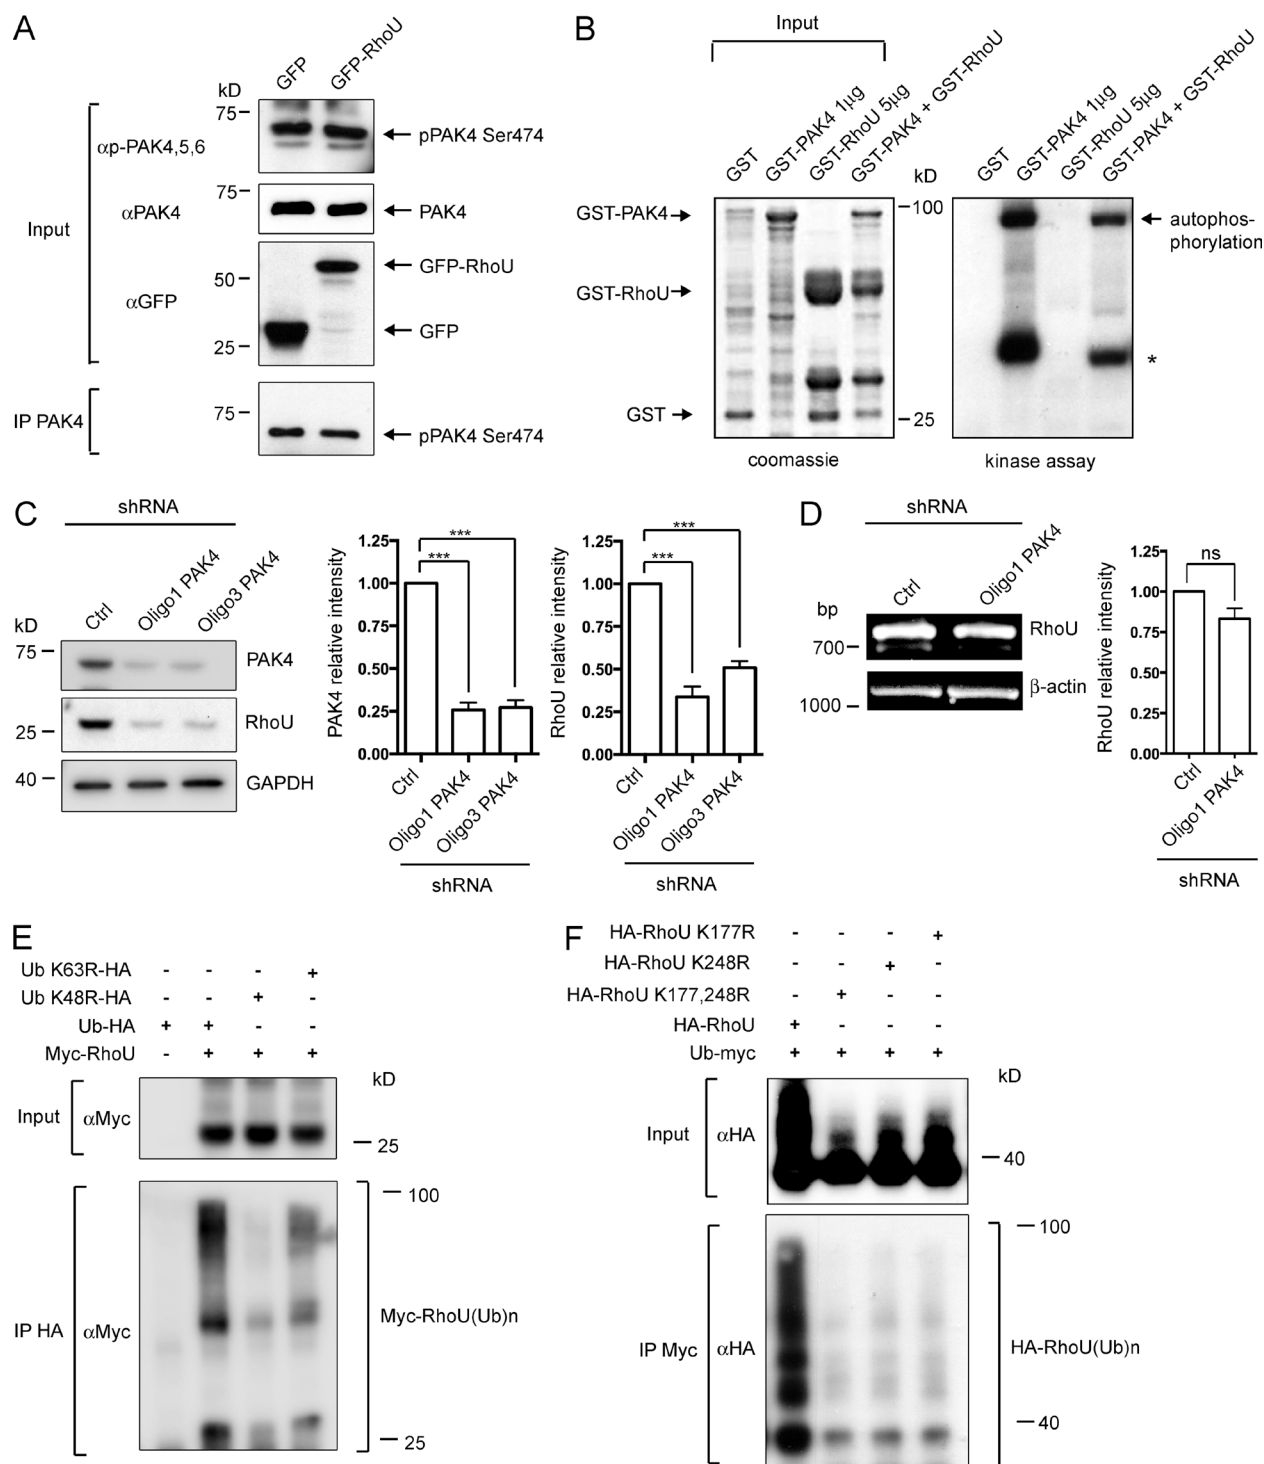 A
GFP
GFP-RhoU
kD
75
αp-PAK4,5,6
pPAK4 Ser474
75
αPAK4
PAK4
Input
GFP-RhoU
50
αGFP
GFP
25
IP PAK4
75
pPAK4 Ser474
B
Input
GST
GST-PAK4 1µg
GST-RhoU 5µg
GST-PAK4 + GST-RhoU
kD
GST
GST-PAK4 1µg
GST-RhoU 5µg
GST-PAK4 + GST-RhoU
GST-PAK4
100
autophos-
phorylation
GST-RhoU
*
GST
25
coomassie
kinase assay
C
shRNA
Ctrl
Oligo1 PAK4
Oligo3 PAK4
kD
75
PAK4
25
RhoU
40
GAPDH
PAK4 relative intensity
1.25
1.00
0.75
0.50
0.25
0.00
***
***
Ctrl
Oligo1 PAK4
Oligo3 PAK4
shRNA
RhoU relative intensity
1.25
1.00
0.75
0.50
0.25
0.00
***
***
Ctrl
Oligo1 PAK4
Oligo3 PAK4
shRNA
D
shRNA
Ctrl
Oligo1 PAK4
bp
700
RhoU
1000
β-actin
RhoU relative intensity
1.25
1.00
0.75
0.50
0.25
0.00
ns
Ctrl
Oligo1 PAK4
shRNA
E
Ub K63R-HA - - - +
Ub K48R-HA - - + -
Ub-HA + + - -
Myc-RhoU - + + +
kD
Input
αMyc
25
100
IP HA
αMyc
Myc-RhoU(Ub)n
25
F
HA-RhoU K177R - - - +
HA-RhoU K248R - - + -
HA-RhoU K177,248R - + - -
HA-RhoU + - - -
Ub-myc + + + +
kD
Input
αHA
40
100
IP Myc
αHA
HA-RhoU(Ub)n
40